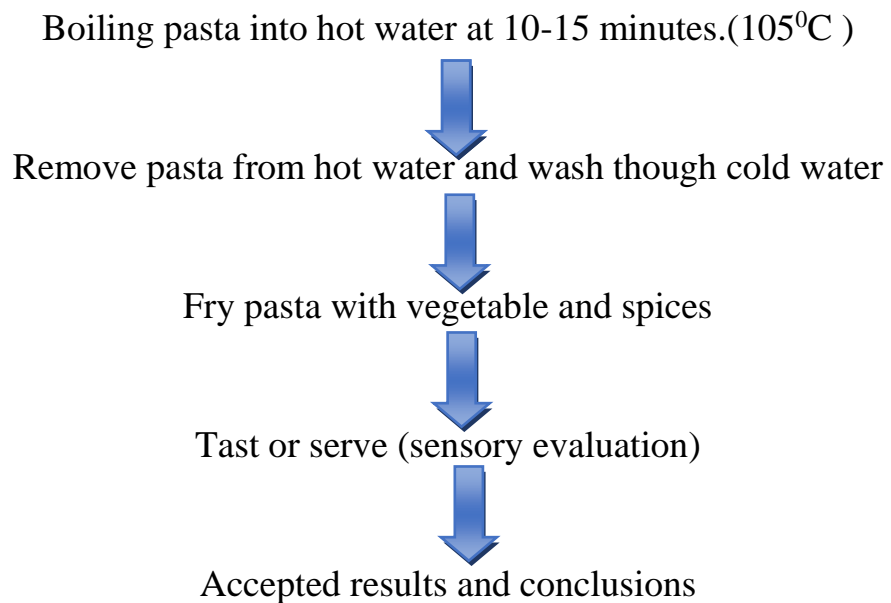 Boiling pasta into hot water at 10-15 minutes.(105⁰C )
Remove pasta from hot water and wash though cold water
Fry pasta with vegetable and spices
Tast or serve (sensory evaluation)
Accepted results and conclusions